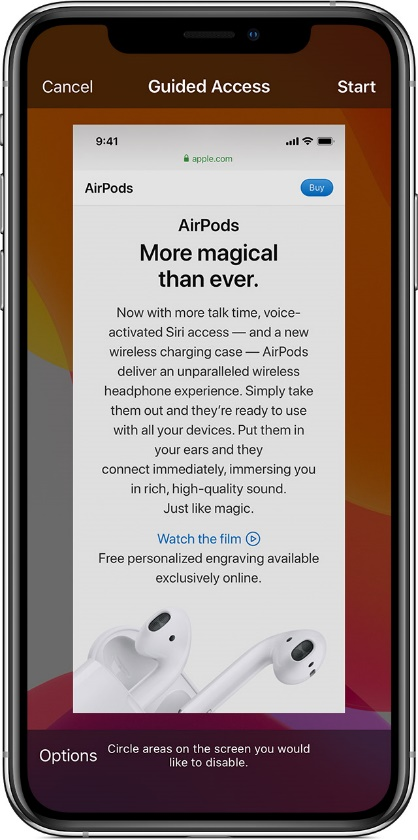 Cancel Guided Access Start
9:41
apple.com
AirPods Buy
AirPods
More magical
than ever.
Now with more talk time, voice-
activated Siri access — and a new
wireless charging case — AirPods
deliver an unparalleled wireless
headphone experience. Simply take
them out and they’re ready to use
with all your devices. Put them in
your ears and they
connect immediately, immersing you
in rich, high-quality sound.
Just like magic.
Watch the film
Free personalized engraving available
exclusively online.
Options Circle areas on the screen you would
like to disable.